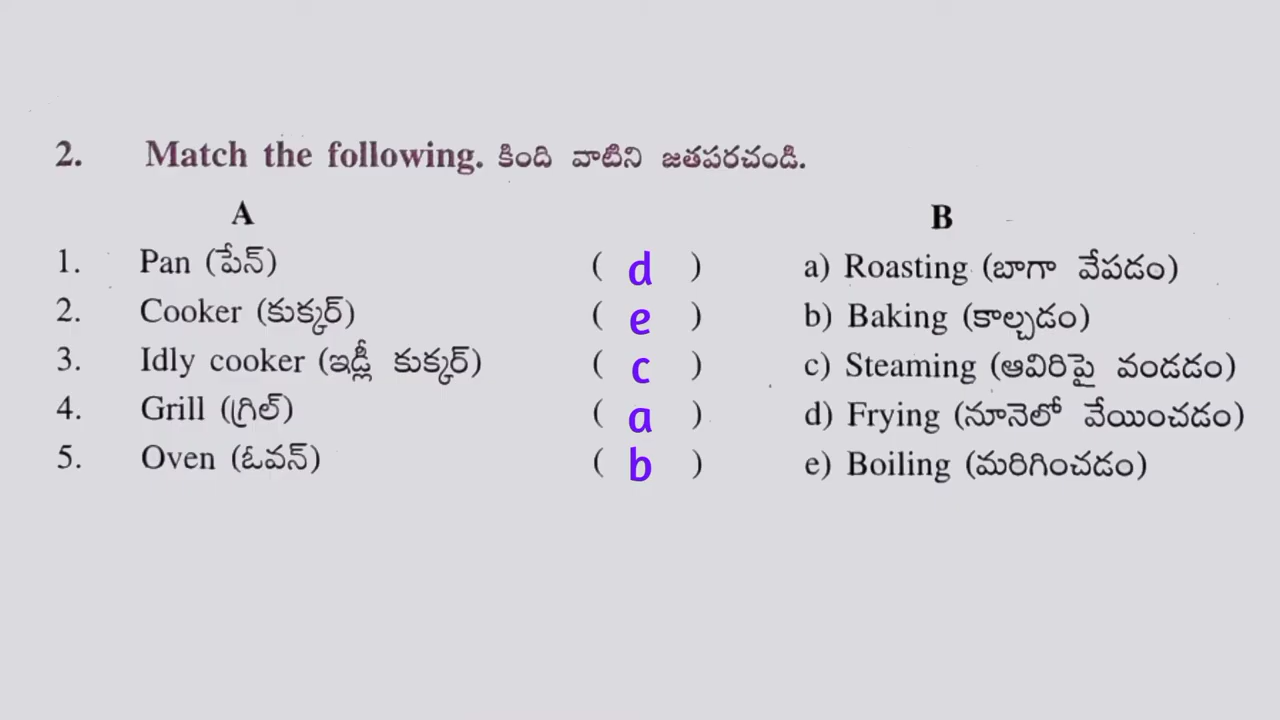 2. Match the following. కింది వాటిని జతపరచండి.
A B
1. Pan (పేన్) ( d ) a) Roasting (బాగా వేపడం)
2. Cooker (కుక్కర్) ( e ) b) Baking (కాల్చడం)
3. Idly cooker (ఇడ్లీ కుక్కర్) ( c ) c) Steaming (ఆవిరిపై వండడం)
4. Grill (గ్రిల్) ( a ) d) Frying (నూనెలో వేయించడం)
5. Oven (ఓవన్) ( b ) e) Boiling (మరిగించడం)